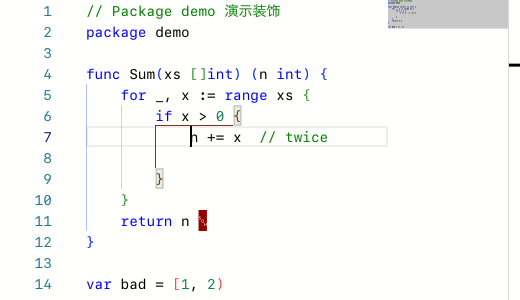 1 // Package demo 演示装饰
2 package demo
3
4 func Sum(xs []int) (n int) {
5     for _, x := range xs {
6         if x > 0 {
7             n += x  // twice
8
9         }
10     }
11     return n
12 }
13
14 var bad = [1, 2)